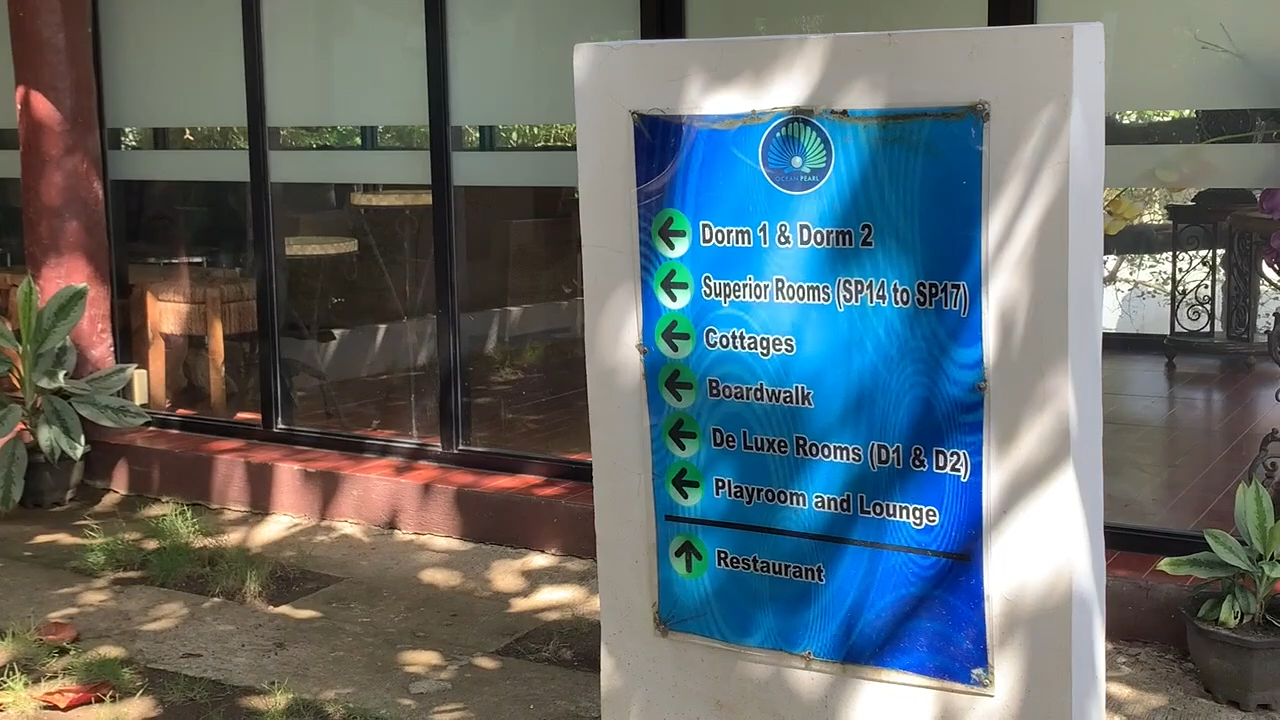 OCEAN PEARL
Dorm 1 & Dorm 2
Superior Rooms (SP14 to SP17)
Cottages
Boardwalk
De Luxe Rooms (D1 & D2)
Playroom and Lounge
Restaurant